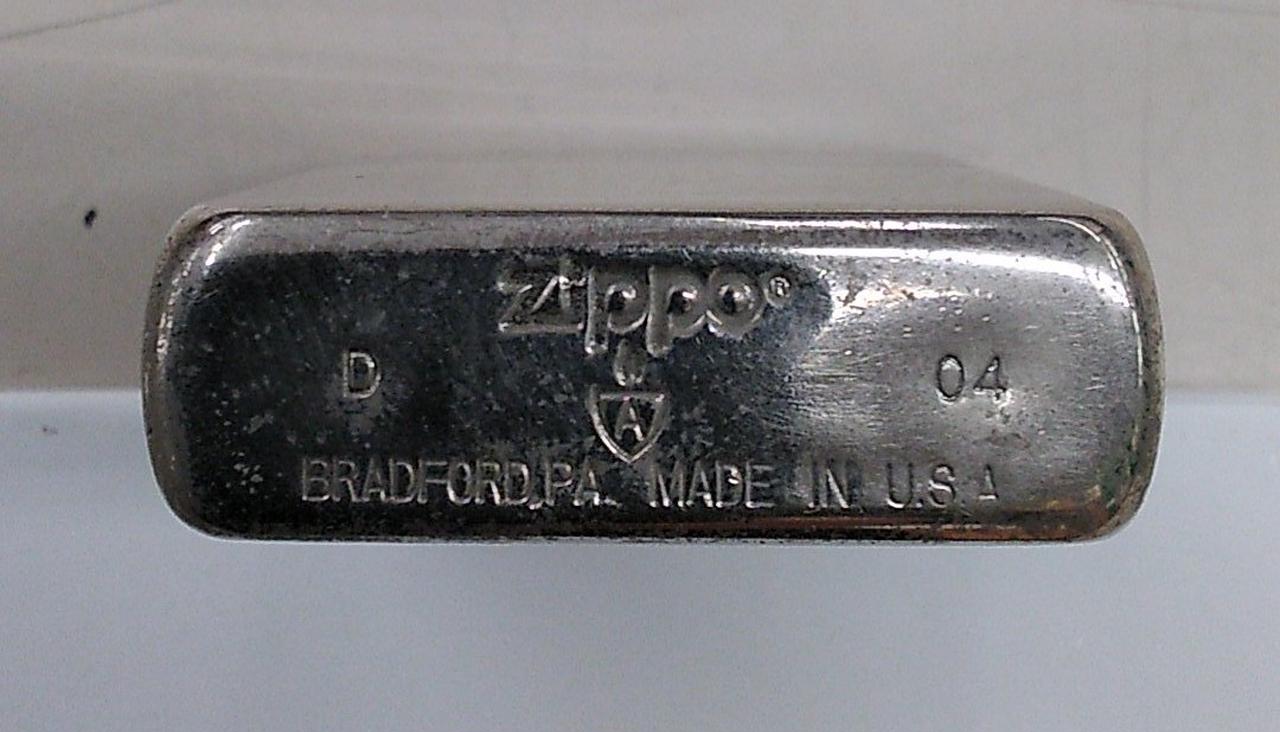 Zippo®
D 04
A
BRADFORD,PA. MADE IN U.S.A